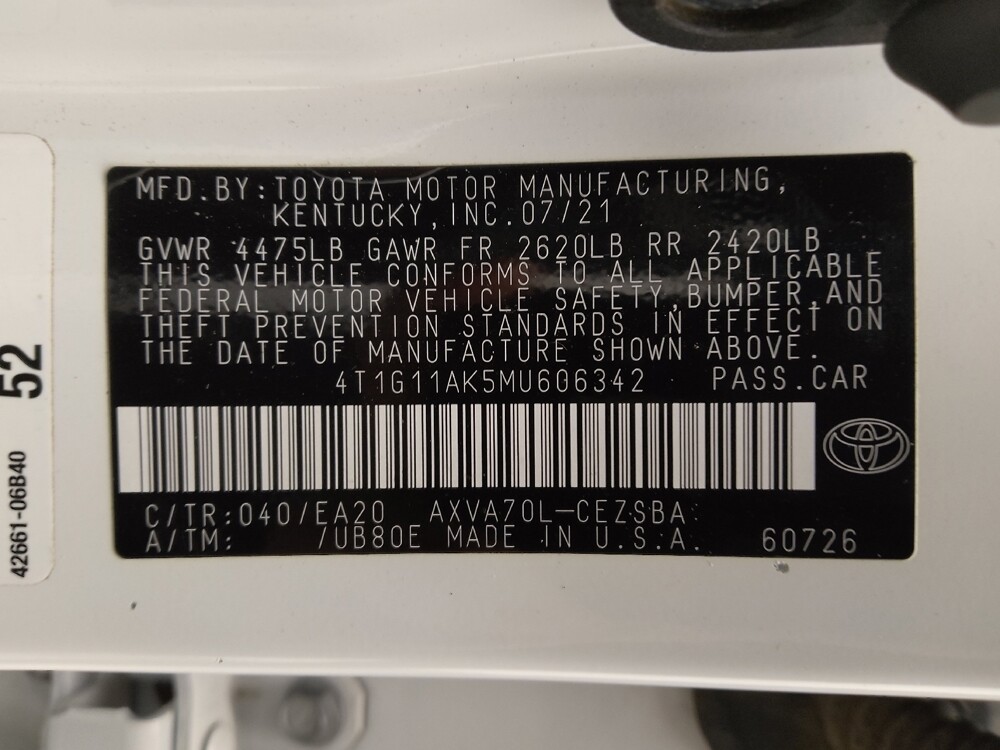 MFD.BY:TOYOTA MOTOR MANUFACTURING,
KENTUCKY,INC.07/21
GVWR 4475LB GAWR FR 2620LB RR 2420LB
THIS VEHICLE CONFORMS TO ALL APPLICABLE
FEDERAL MOTOR VEHICLE SAFETY,BUMPER,AND
THEFT PREVENTION STANDARDS IN EFFECT ON
THE DATE OF MANUFACTURE SHOWN ABOVE.
4T1G11AK5MU606342 PASS.CAR
C/TR:040/EA20 AXVA70L-CEZSBA
A/TM: /UB80E MADE IN U.S.A. 60726
52
42661-06B40